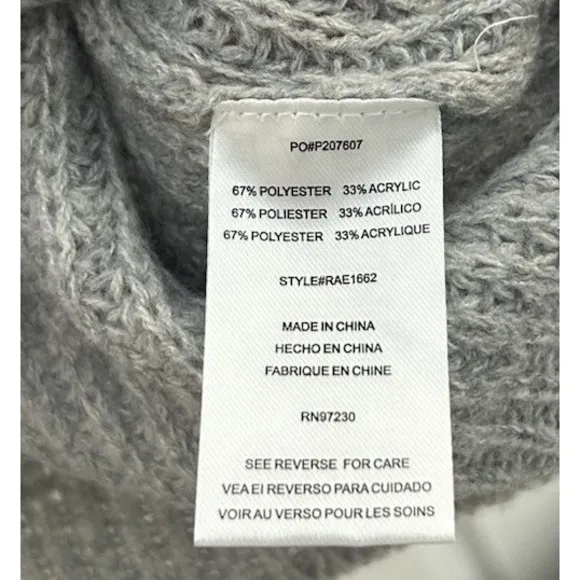 PO#P207607
67% POLYESTER 33% ACRYLIC
67% POLIESTER 33% ACRÍLICO
67% POLYESTER 33% ACRYLIQUE
STYLE#RAE1662
MADE IN CHINA
HECHO EN CHINA
FABRIQUE EN CHINE
RN97230
SEE REVERSE FOR CARE
VEA EI REVERSO PARA CUIDADO
VOIR AU VERSO POUR LES SOINS